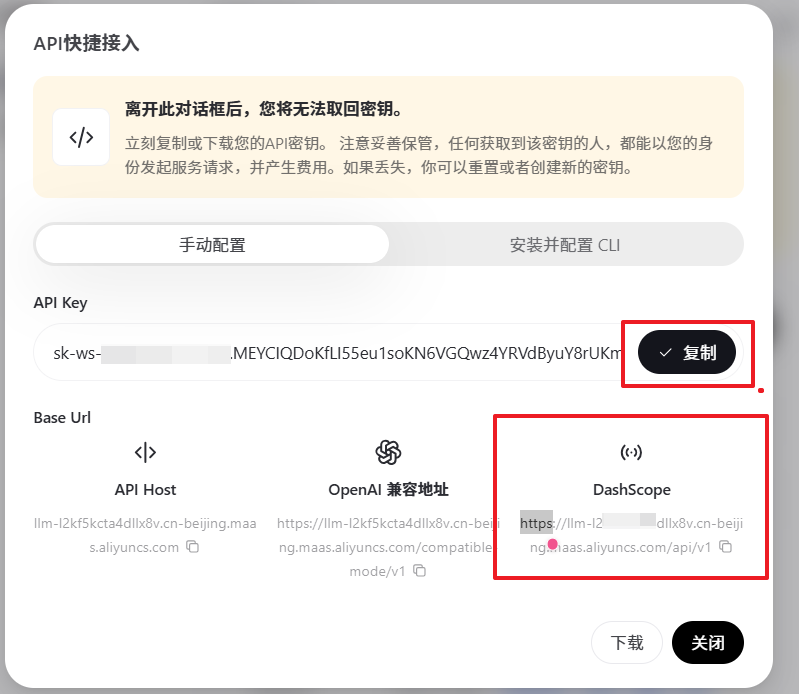 API快捷接入
离开此对话框后，您将无法取回密钥。
立刻复制或下载您的API密钥。 注意妥善保管，任何获取到该密钥的人，都能以您的身
份发起服务请求，并产生费用。如果丢失，你可以重置或者创建新的密钥。
手动配置
安装并配置 CLI
API Key
sk-ws-
.MEYCIQDoKfLI55eu1soKN6VGQwz4YRVdByuY8rUKm
复制
Base Url
API Host
llm-l2kf5kcta4dllx8v.cn-beijing.maa
s.aliyuncs.com
OpenAI 兼容地址
https://llm-l2kf5kcta4dllx8v.cn-beiji
ng.maas.aliyuncs.com/compatible
mode/v1
DashScope
https://llm-l2 dllx8v.cn-beiji
ng.maas.aliyuncs.com/api/v1
下载
关闭